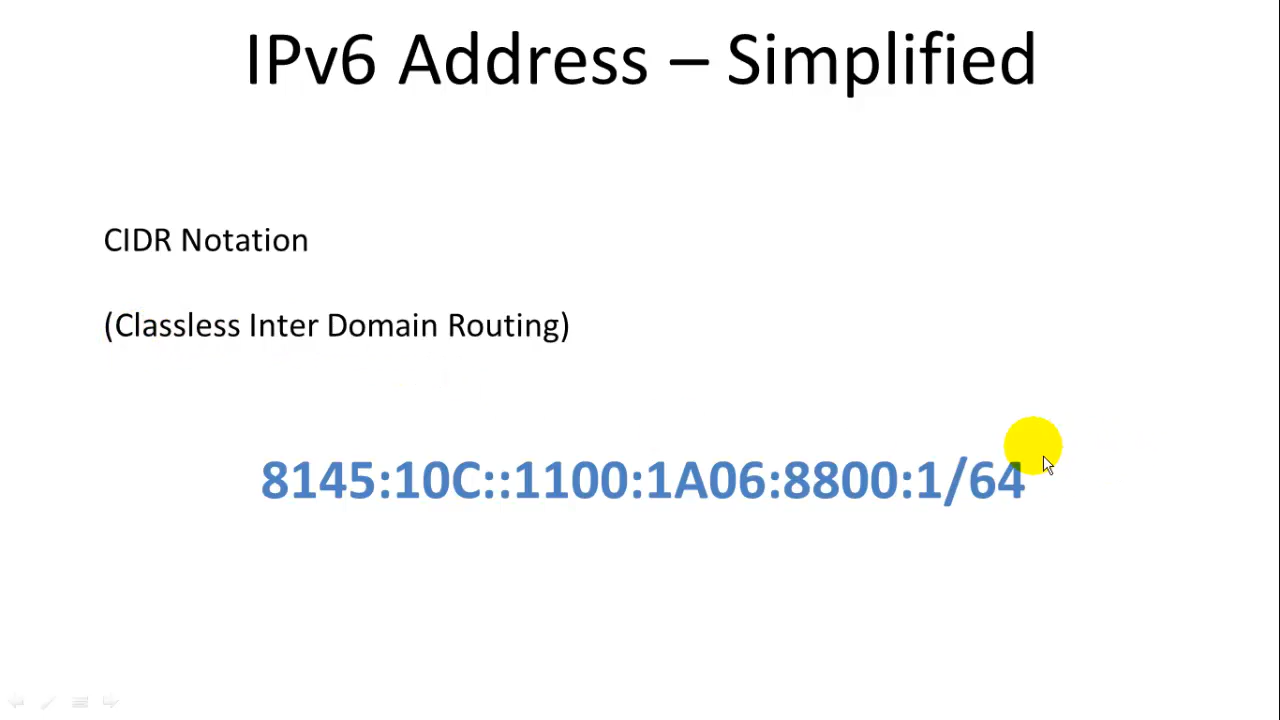 IPv6 Address – Simplified
CIDR Notation
(Classless Inter Domain Routing)
8145:10C::1100:1A06:8800:1/64